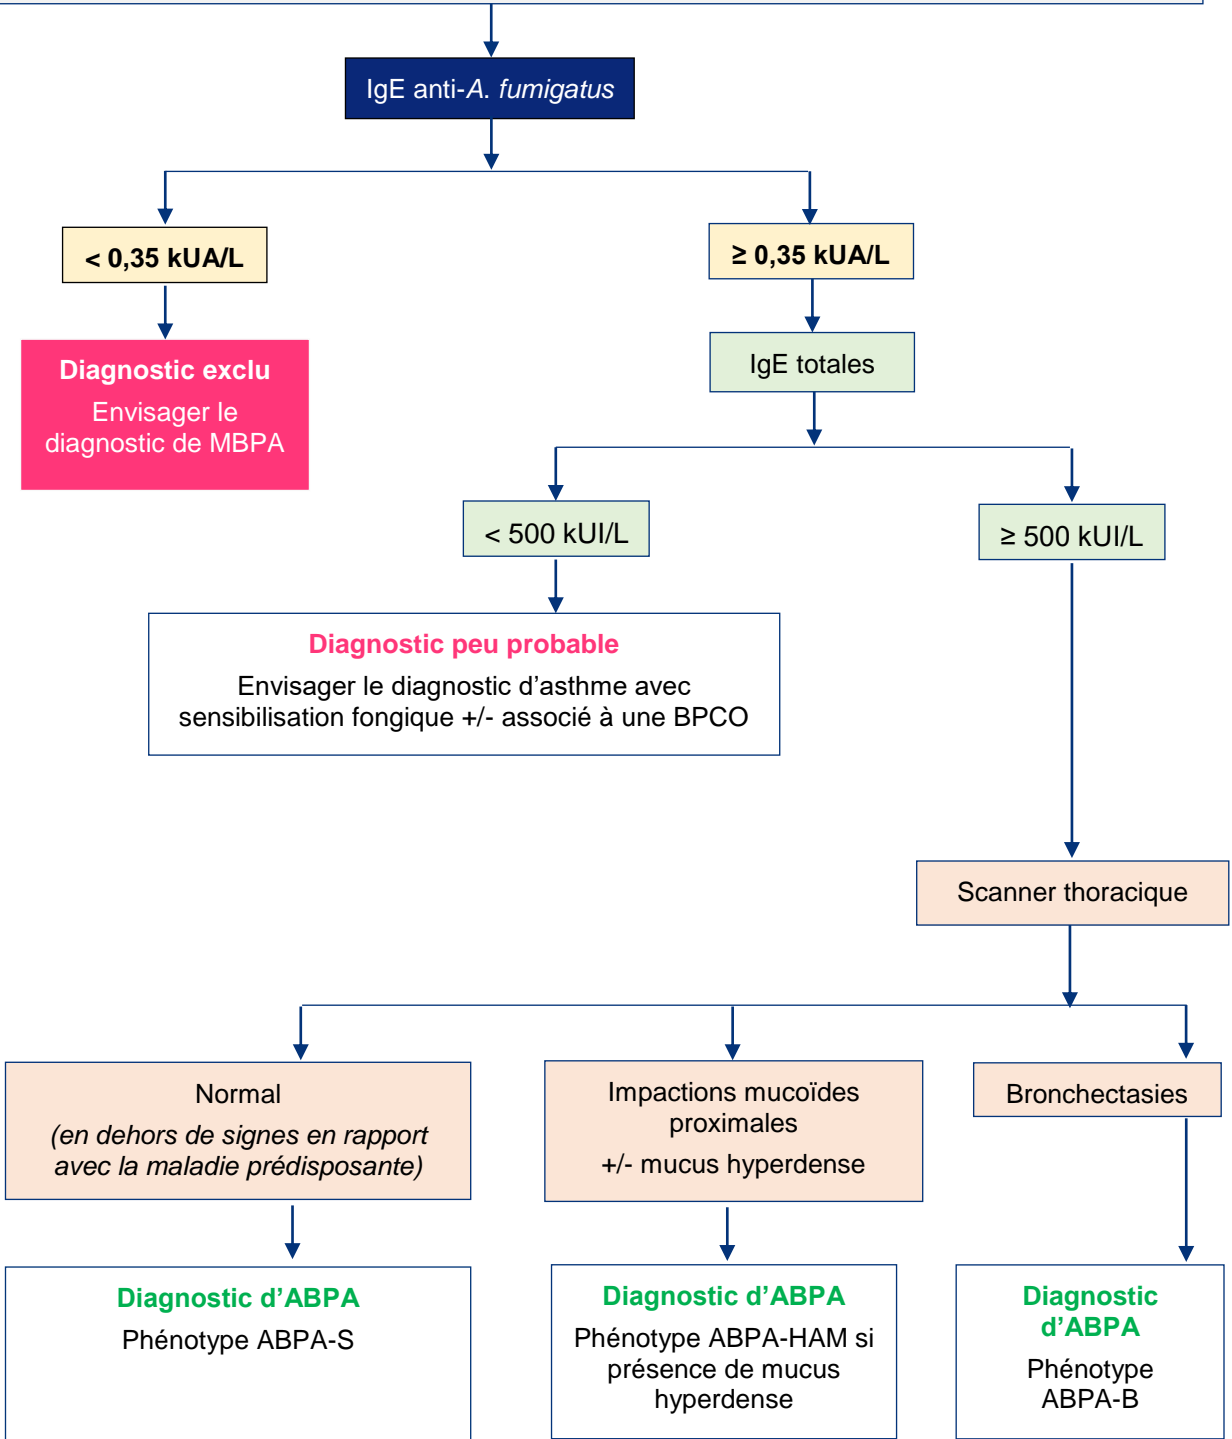 IgE anti-A. fumigatus
< 0,35 kUA/L
≥ 0,35 kUA/L
Diagnostic exclu
Envisager le
diagnostic de MBPA
IgE totales
< 500 kUI/L
≥ 500 kUI/L
Diagnostic peu probable
Envisager le diagnostic d’asthme avec
sensibilisation fongique +/- associé à une BPCO
Scanner thoracique
Normal
(en dehors de signes en rapport
avec la maladie prédisposante)
Impactions mucoïdes
proximales
+/- mucus hyperdense
Bronchectasies
Diagnostic d’ABPA
Phénotype ABPA-S
Diagnostic d’ABPA
Phénotype ABPA-HAM si
présence de mucus
hyperdense
Diagnostic
d’ABPA
Phénotype
ABPA-B